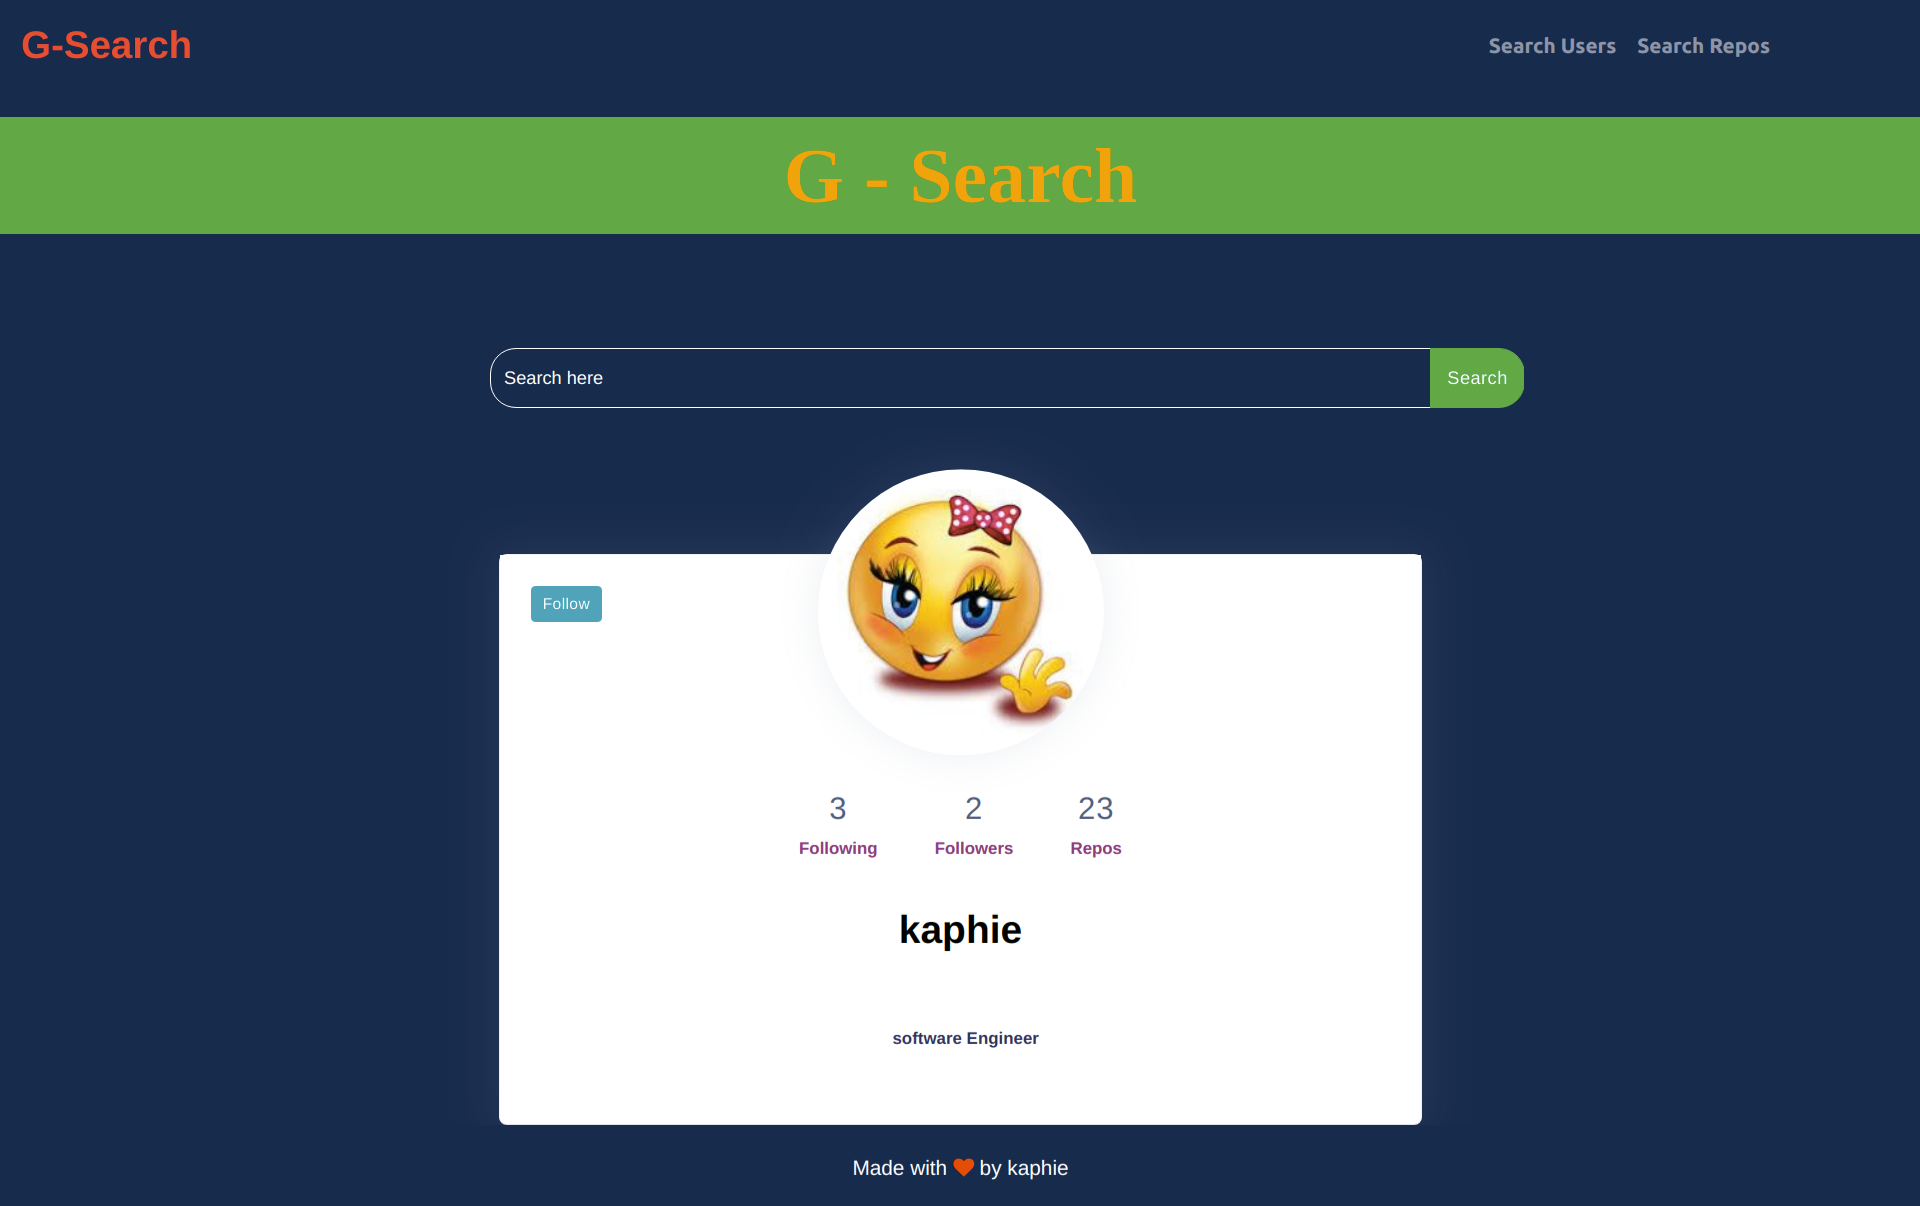 G-Search
Search Users Search Repos
G - Search
Search here
Search
Follow
3 2 23
Following Followers Repos
kaphie
software Engineer
Made with by kaphie